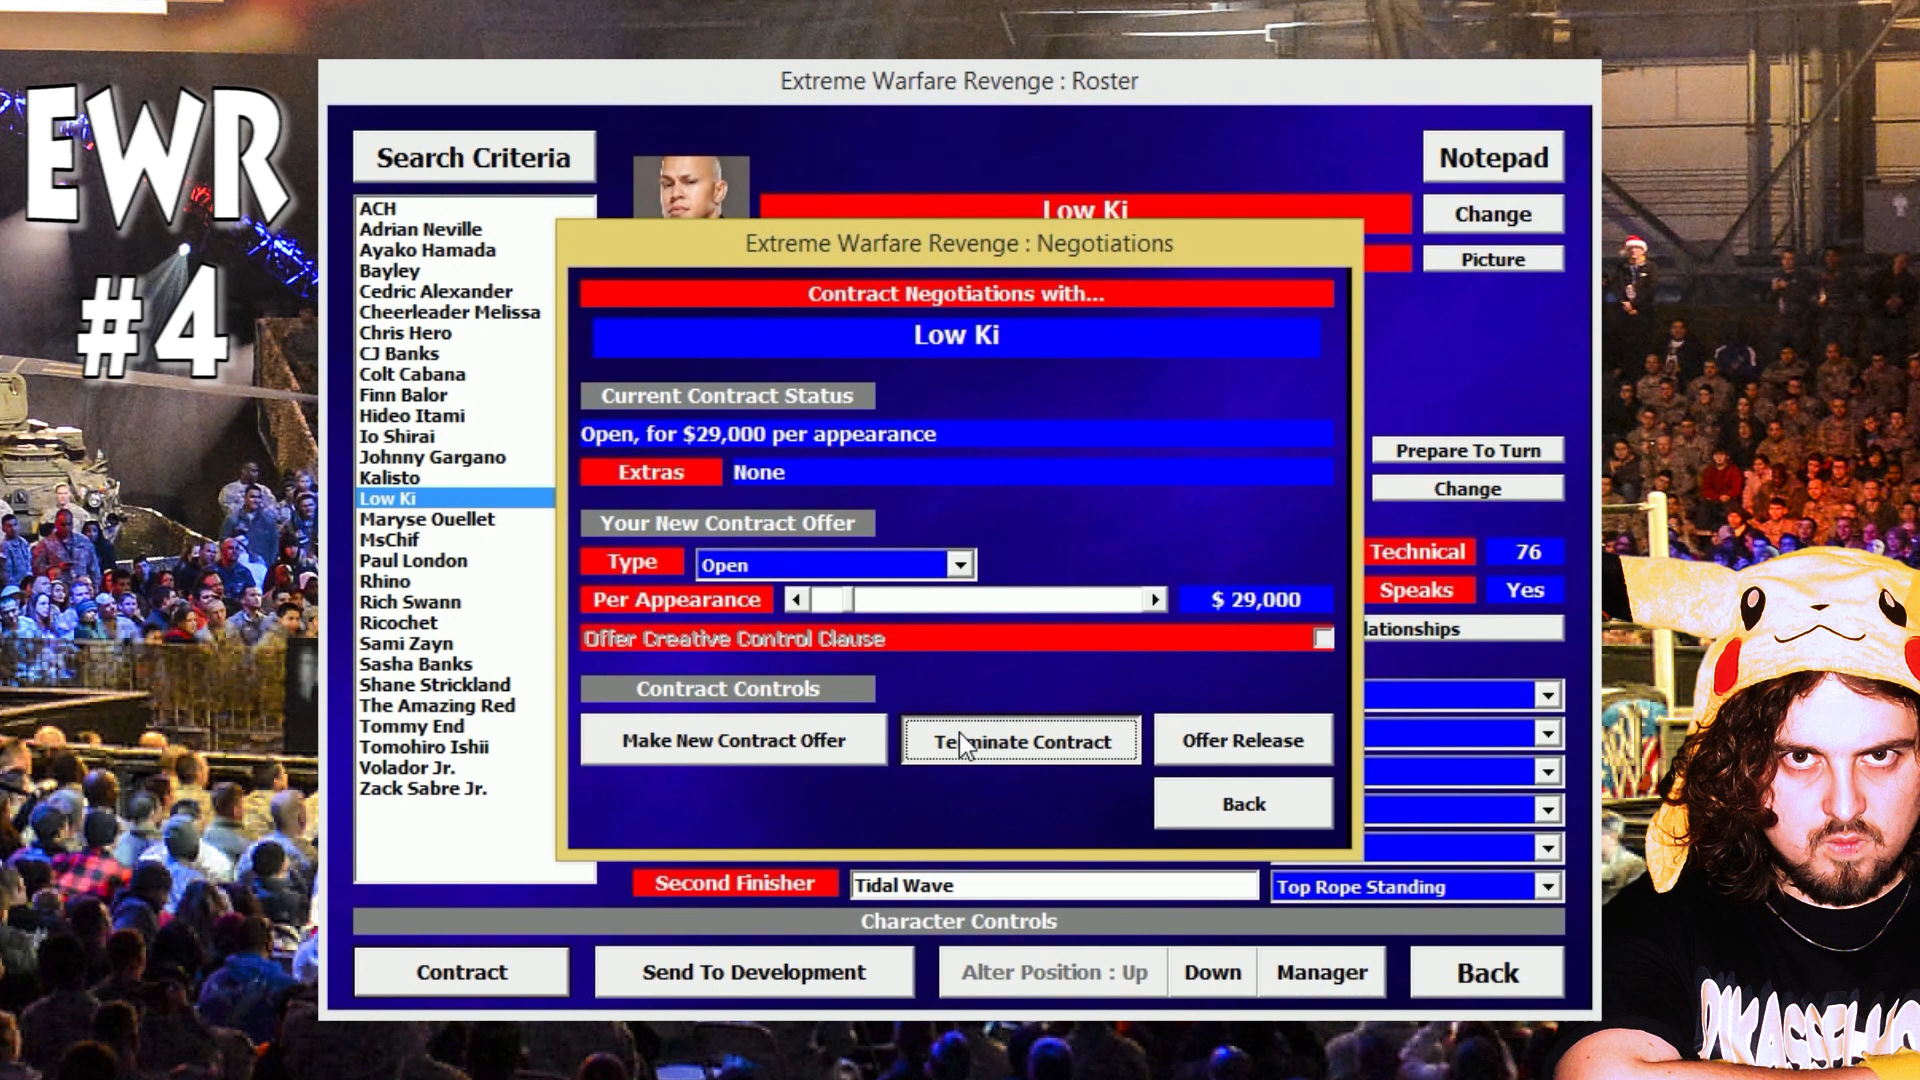 EWR
#4
Extreme Warfare Revenge : Roster
Search Criteria
Notepad
Low Ki
Change
Picture
ACH
Adrian Neville
Ayako Hamada
Bayley
Cedric Alexander
Cheerleader Melissa
Chris Hero
CJ Banks
Colt Cabana
Finn Balor
Hideo Itami
Io Shirai
Johnny Gargano
Kalisto
Low Ki
Maryse Ouellet
MsChif
Paul London
Rhino
Rich Swann
Ricochet
Sami Zayn
Sasha Banks
Shane Strickland
The Amazing Red
Tommy End
Tomohiro Ishii
Volador Jr.
Zack Sabre Jr.
Extreme Warfare Revenge : Negotiations
Contract Negotiations with...
Low Ki
Current Contract Status
Open, for $29,000 per appearance
Extras None
Your New Contract Offer
Type Open
Per Appearance $ 29,000
Offer Creative Control Clause
Contract Controls
Make New Contract Offer Terminate Contract Offer Release
Back
Prepare To Turn
Change
Technical 76
Speaks Yes
lationships
Second Finisher Tidal Wave Top Rope Standing
Character Controls
Contract Send To Development Alter Position : Up Down Manager Back